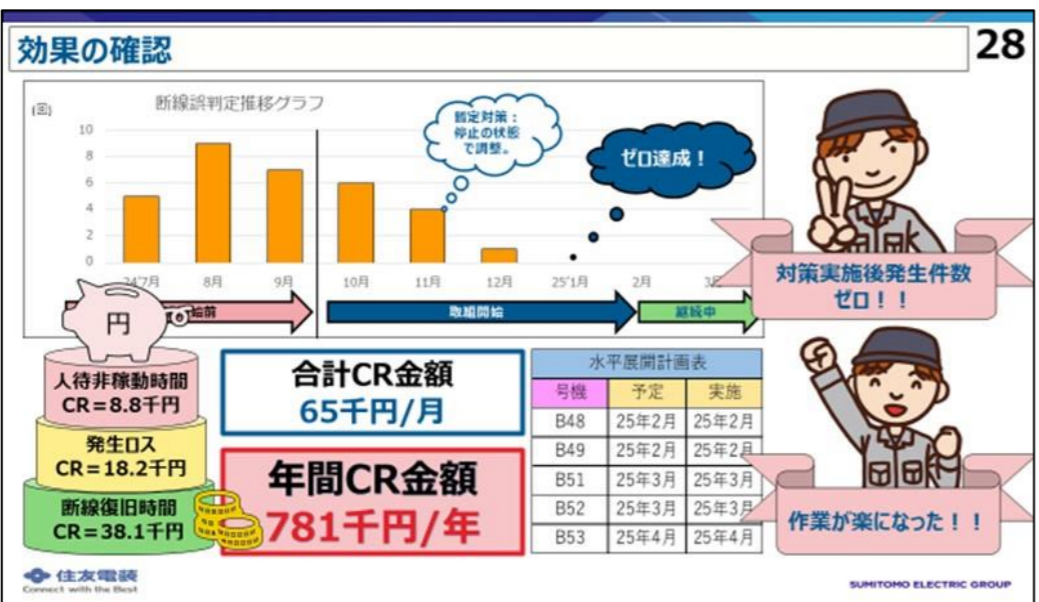 効果の確認
28
断線誤判定推移グラフ
(回)
10
8
6
4
2
0
暫定対策：
停止の状態
で調整。
ゼロ達成！
8月
9月
10月
11月
12月
25'1月
2月
取組開始
継続中
対策実施後発生件数
ゼロ！！
円
人待非稼動時間
CR＝8.8千円
発生ロス
CR＝18.2千円
断線復旧時間
CR＝38.1千円
合計CR金額
65千円/月
年間CR金額
781千円/年
水平展開計画表
号機 予定 実施
B48 25年2月 25年2月
B49 25年2月 25年2月
B51 25年3月 25年3月
B52 25年3月 25年3月
B53 25年4月 25年4月
作業が楽になった！！
住友電装
Connect with the Best
SUMITOMO ELECTRIC GROUP